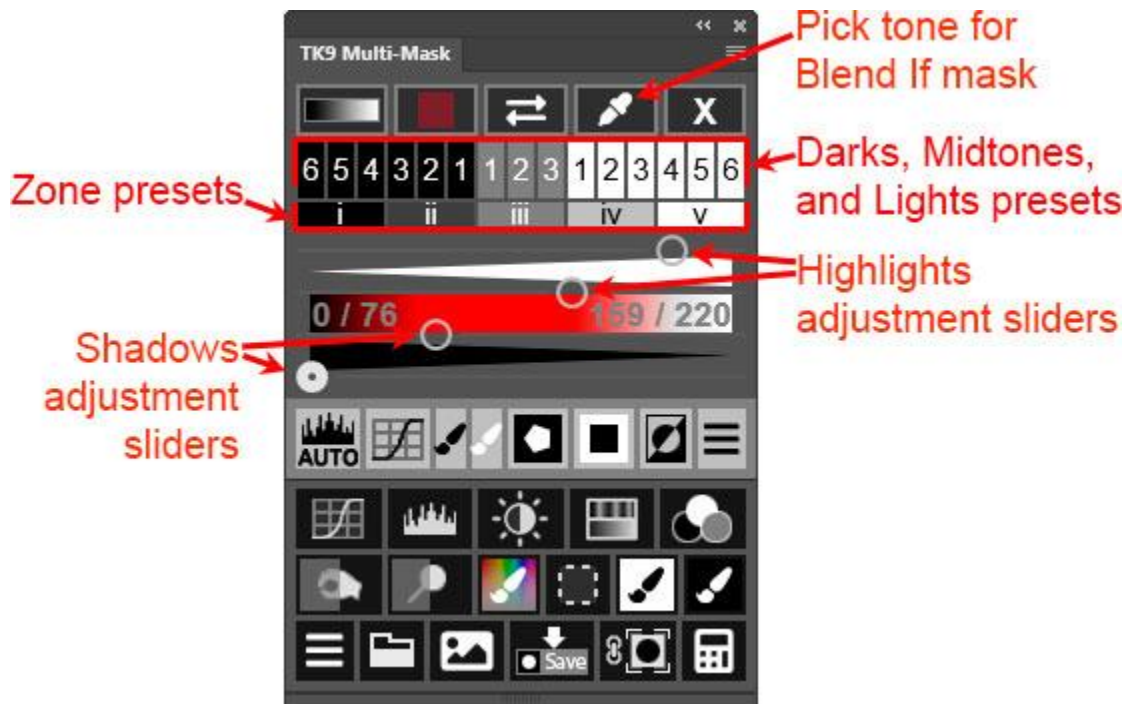 Pick tone for
Blend If mask
TK9 Multi-Mask
X
6 5 4 3 2 1 1 2 3 1 2 3 4 5 6
Darks, Midtones,
and Lights presets
Zone presets
i ii iii iv v
Highlights
adjustment sliders
0 / 76 159 / 220
Shadows
adjustment
sliders
AUTO
Save